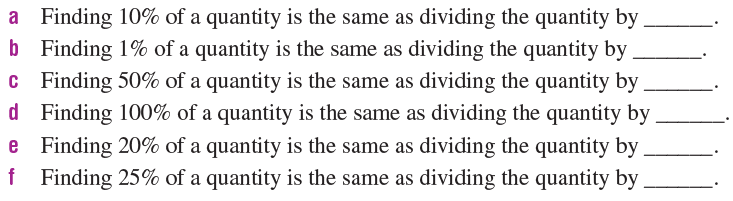 a Finding 10% of a quantity is the same as dividing the quantity by ______.
b Finding 1% of a quantity is the same as dividing the quantity by ______.
c Finding 50% of a quantity is the same as dividing the quantity by ______.
d Finding 100% of a quantity is the same as dividing the quantity by ______.
e Finding 20% of a quantity is the same as dividing the quantity by ______.
f Finding 25% of a quantity is the same as dividing the quantity by ______.